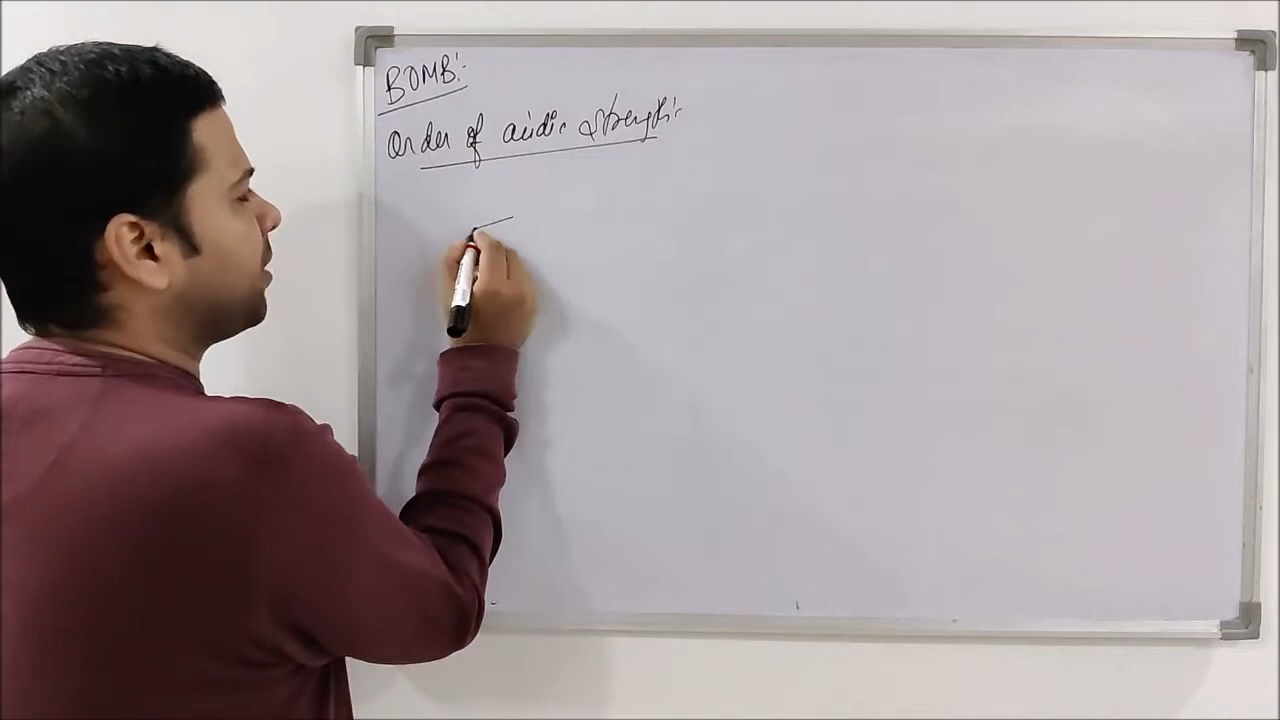 BOMB:-
Order of acidic strength:-